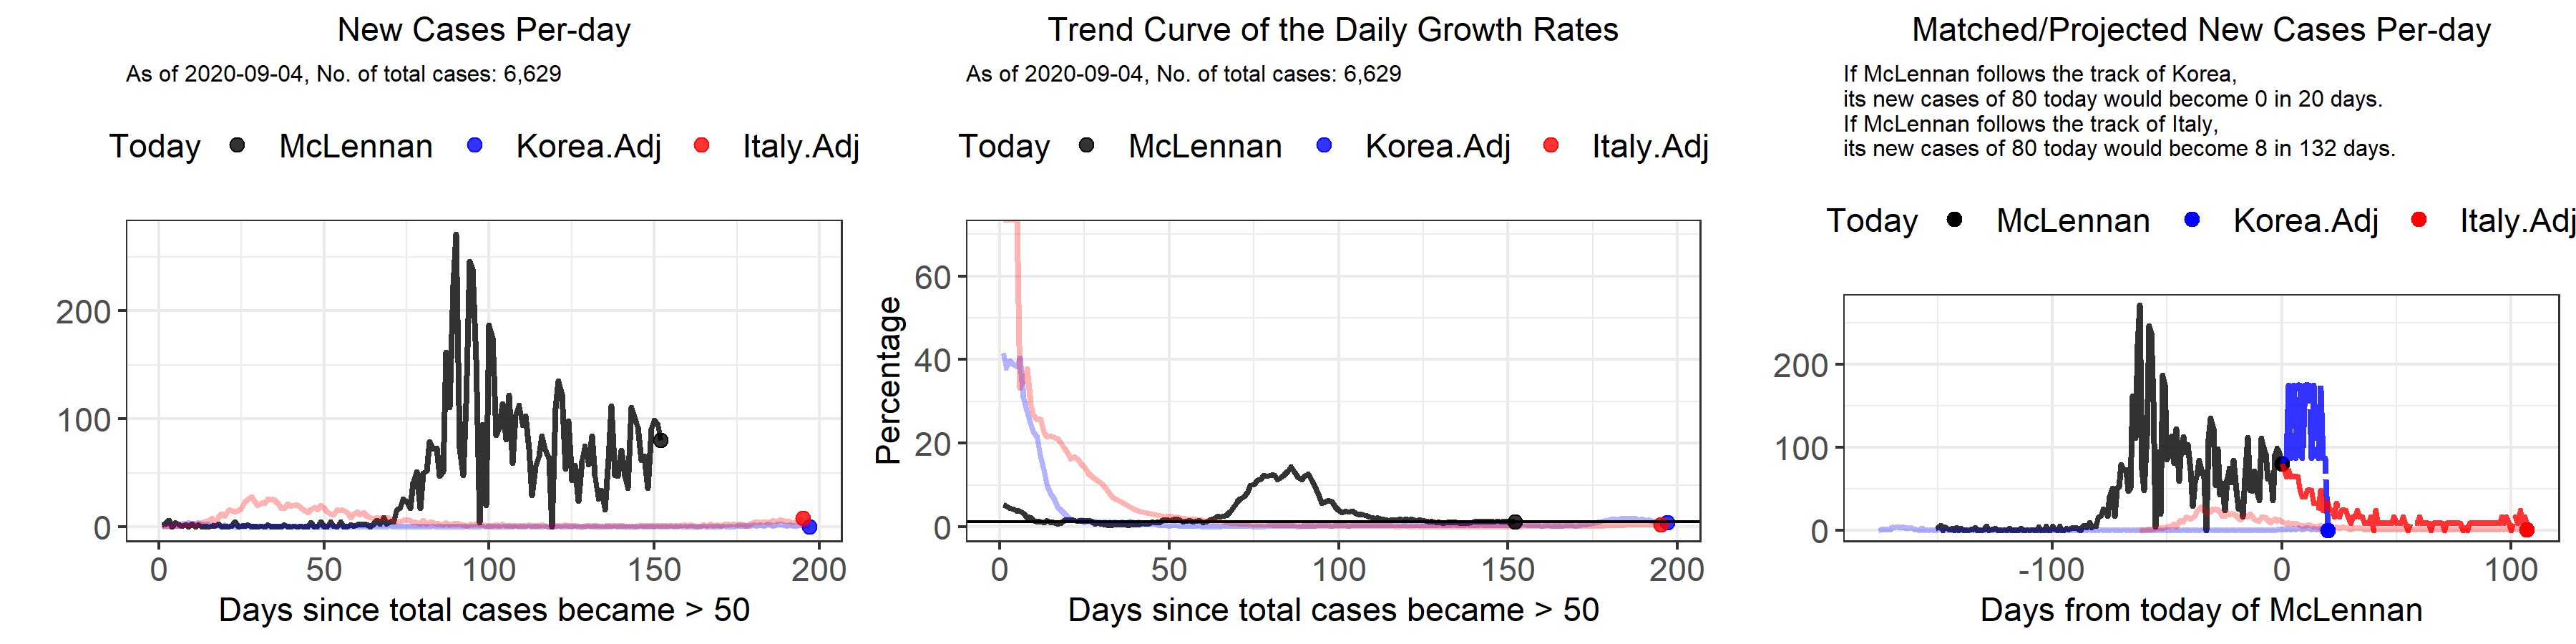 New Cases Per-day
As of 2020-09-04, No. of total cases: 6,629
Today McLennan Korea.Adj Italy.Adj
200
100
0
0 50 100 150 200
Days since total cases became > 50
Trend Curve of the Daily Growth Rates
As of 2020-09-04, No. of total cases: 6,629
Today McLennan Korea.Adj Italy.Adj
Percentage
60
40
20
0
0 50 100 150 200
Days since total cases became > 50
Matched/Projected New Cases Per-day
If McLennan follows the track of Korea,
its new cases of 80 today would become 0 in 20 days.
If McLennan follows the track of Italy,
its new cases of 80 today would become 8 in 132 days.
Today McLennan Korea.Adj Italy.Adj
200
100
0
-100 0 100
Days from today of McLennan